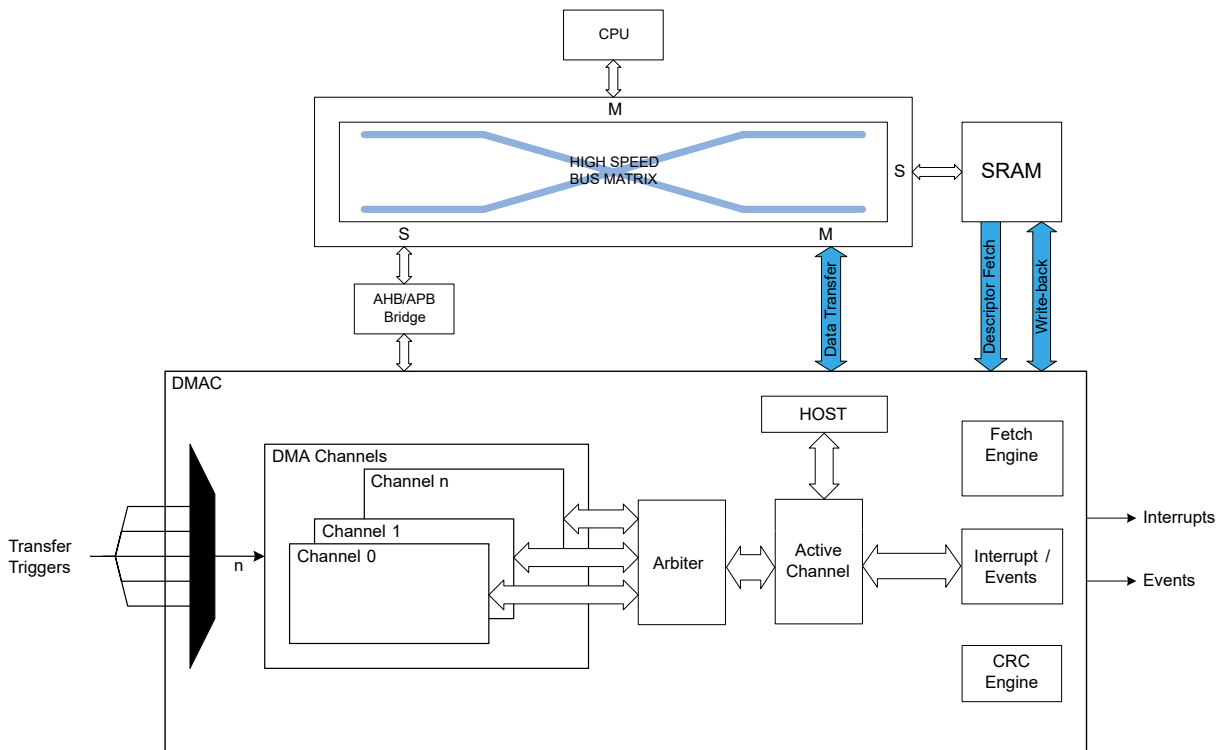 CPU
M
HIGH SPEED
BUS MATRIX
S
SRAM
S
M
AHB/APB
Bridge
Data Transfer
Descriptor Fetch
Write-back
DMAC
HOST
Fetch
Engine
DMA Channels
Channel n
Channel 1
Channel 0
Transfer
Triggers
n
Arbiter
Active
Channel
Interrupt /
Events
Interrupts
Events
CRC
Engine